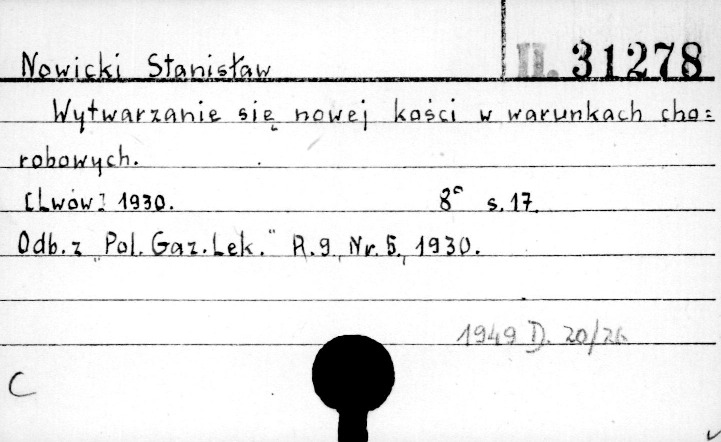 II. 31278
Nowicki Stanisław
Wytwarzanie się nowej kości w warunkach cho=
robowych.
[Lwów] 1930. 8° s. 17.
Odb. z „Pol. Gaz. Lek." R. 9., Nr. 5., 1930.
1949 D. 20/26
C